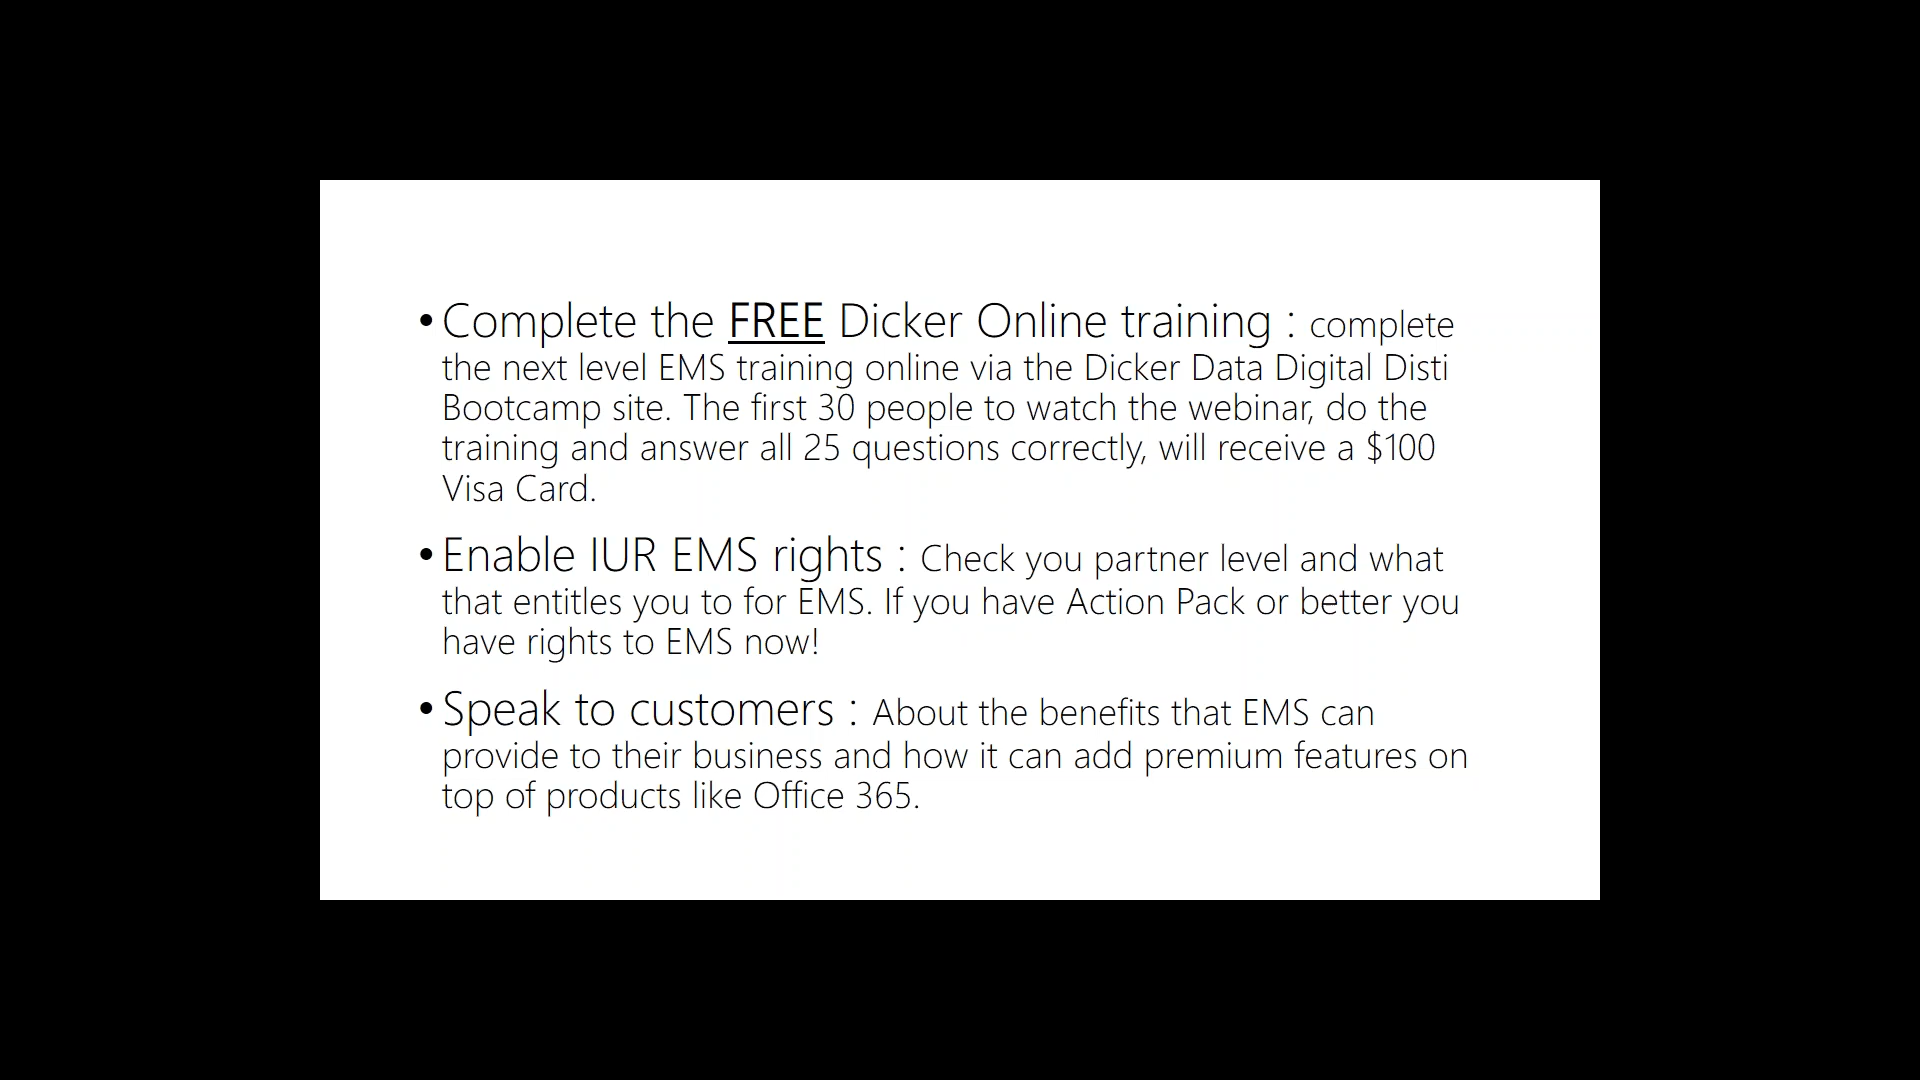 • Complete the FREE Dicker Online training : complete
the next level EMS training online via the Dicker Data Digital Disti
Bootcamp site. The first 30 people to watch the webinar, do the
training and answer all 25 questions correctly, will receive a $100
Visa Card.
• Enable IUR EMS rights : Check you partner level and what
that entitles you to for EMS. If you have Action Pack or better you
have rights to EMS now!
• Speak to customers : About the benefits that EMS can
provide to their business and how it can add premium features on
top of products like Office 365.